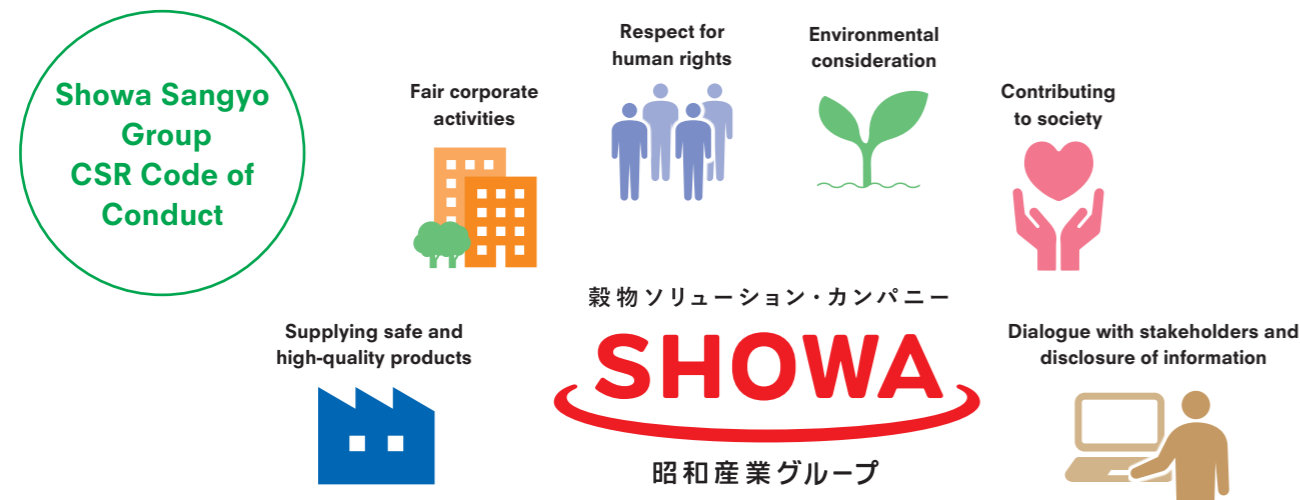 Showa Sangyo
Group
CSR Code of
Conduct
Supplying safe and
high-quality products
Fair corporate
activities
Respect for
human rights
Environmental
consideration
Contributing
to society
Dialogue with stakeholders and
disclosure of information
穀物ソリューション・カンパニー
SHOWA
昭和産業グループ